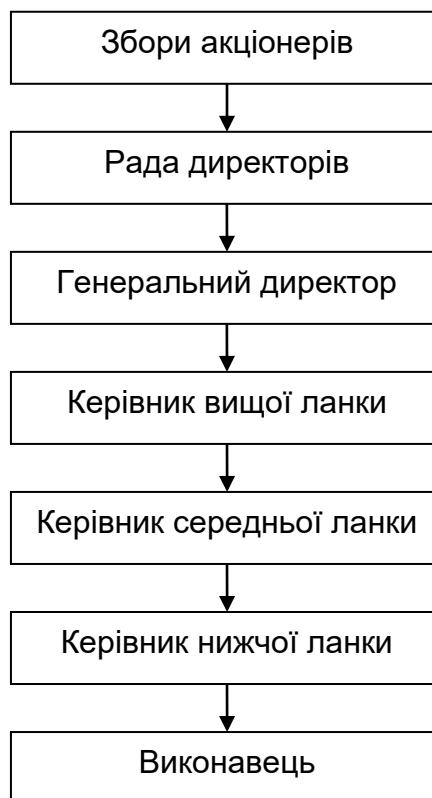 Збори акціонерів
Рада директорів
Генеральний директор
Керівник вищої ланки
Керівник середньої ланки
Керівник нижчої ланки
Виконавець